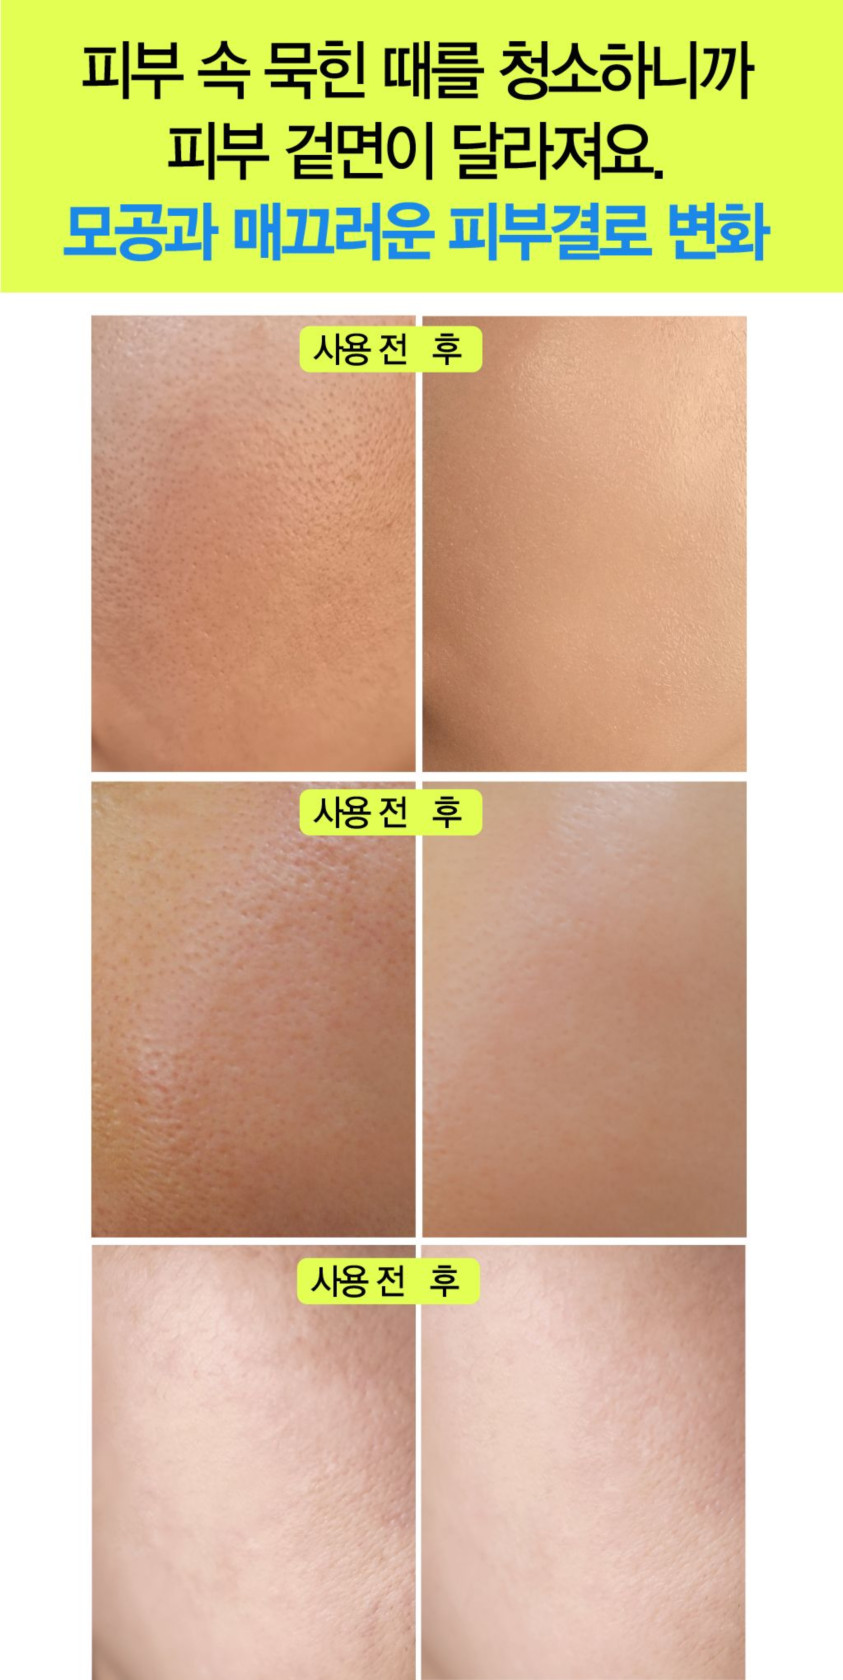 피부 속 묵힌 때를 청소하니까
피부 겉면이 달라져요.
모공과 매끄러운 피부결로 변화
사용 전 후
사용 전 후
사용 전 후